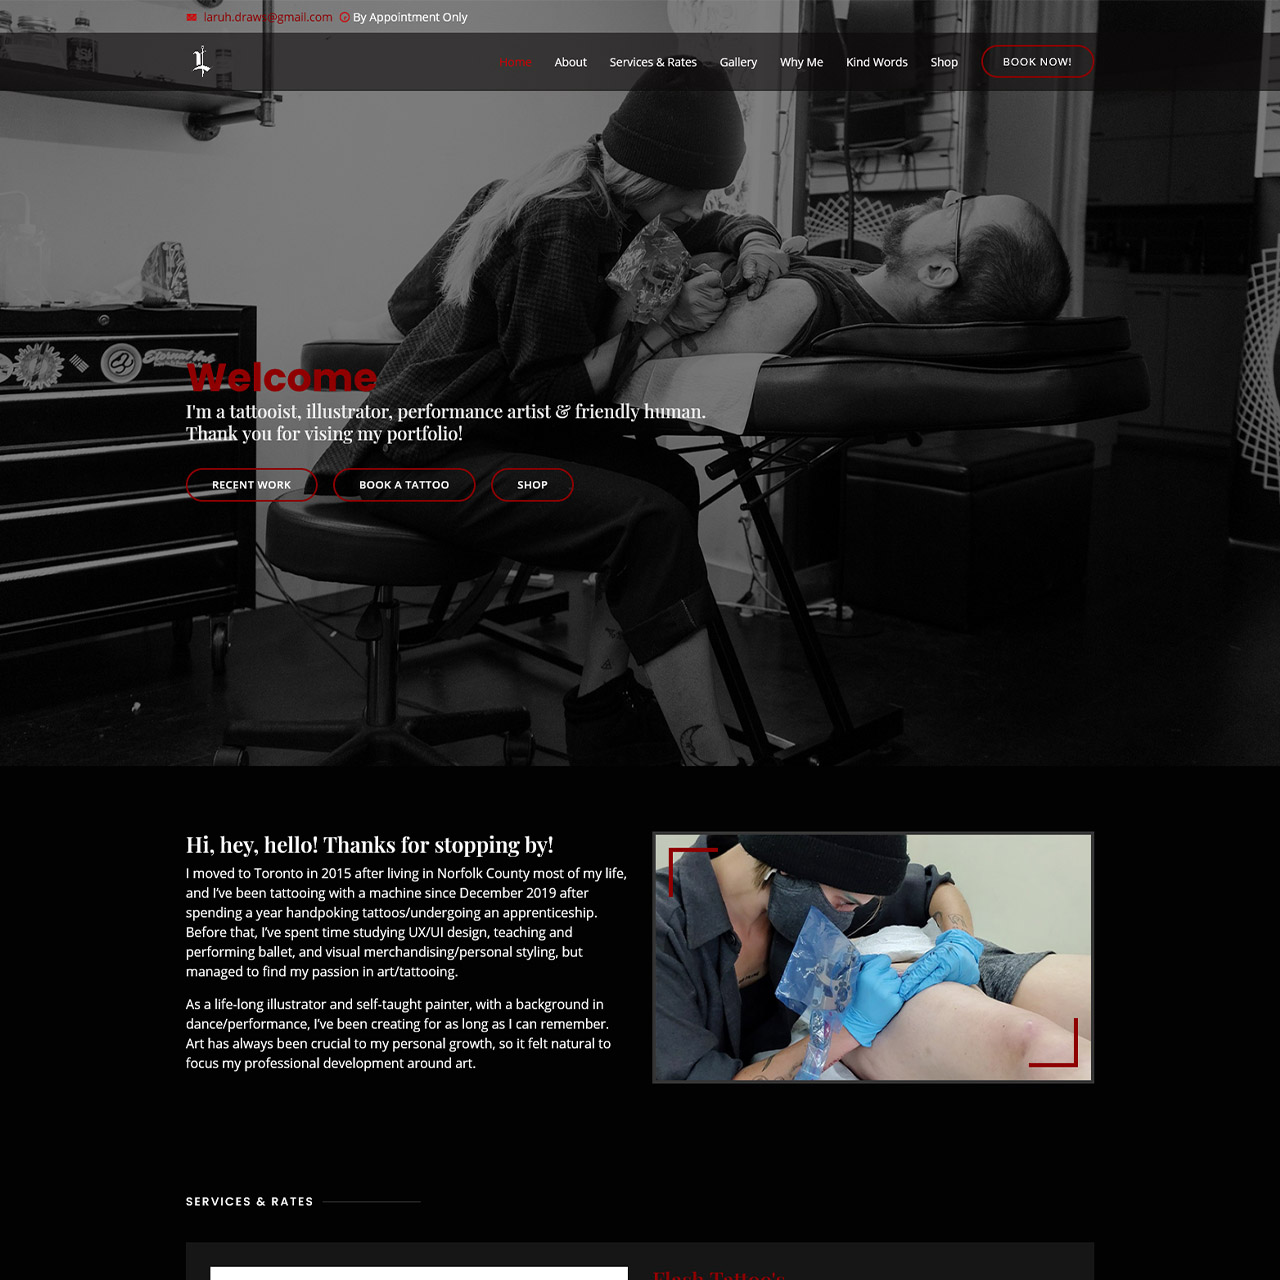 laruh.draws@gmail.com By Appointment Only
L
Home About Services & Rates Gallery Why Me Kind Words Shop BOOK NOW!
Eternal Ink
Welcome
I'm a tattooist, illustrator, performance artist & friendly human.
Thank you for vising my portfolio!
RECENT WORK BOOK A TATTOO SHOP
Hi, hey, hello! Thanks for stopping by!
I moved to Toronto in 2015 after living in Norfolk County most of my life,
and I've been tattooing with a machine since December 2019 after
spending a year handpoking tattoos/undergoing an apprenticeship.
Before that, I've spent time studying UX/UI design, teaching and
performing ballet, and visual merchandising/personal styling, but
managed to find my passion in art/tattooing.
As a life-long illustrator and self-taught painter, with a background in
dance/performance, I've been creating for as long as I can remember.
Art has always been crucial to my personal growth, so it felt natural to
focus my professional development around art.
SERVICES & RATES
Flash Tattoo's